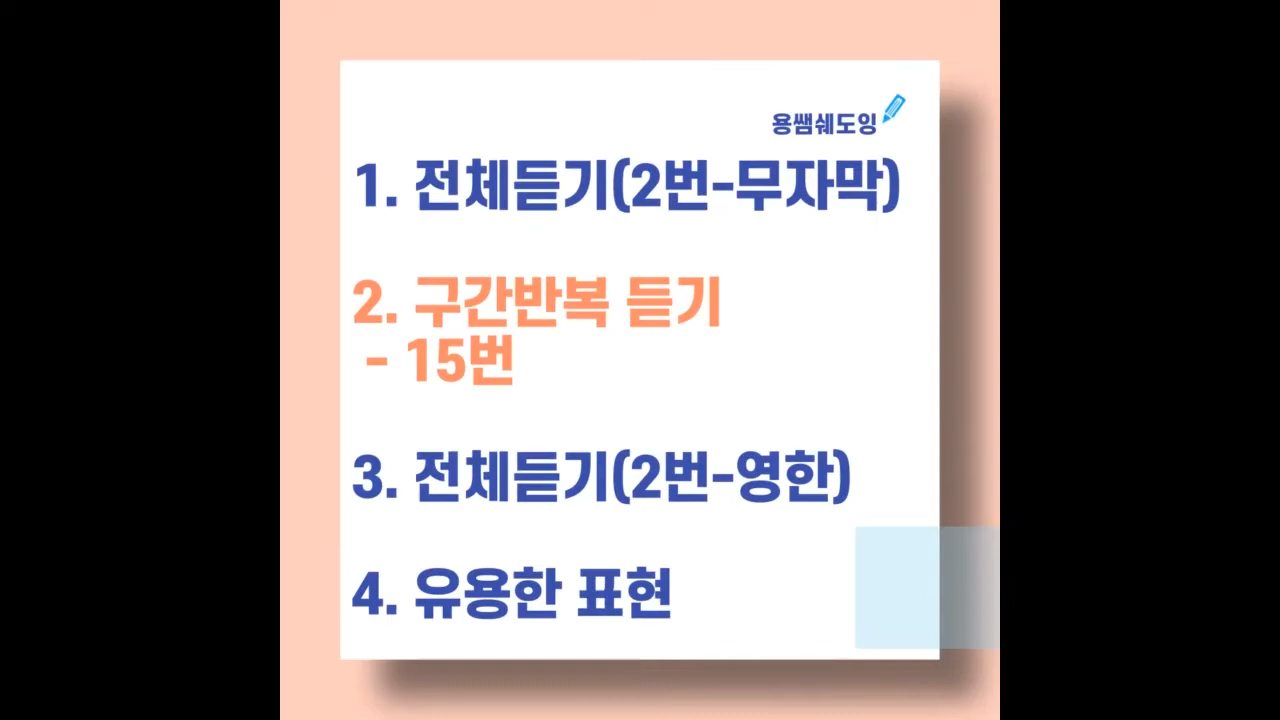 용쌤쉐도잉
1. 전체듣기(2번-무자막)
2. 구간반복 듣기
- 15번
3. 전체듣기(2번-영한)
4. 유용한 표현